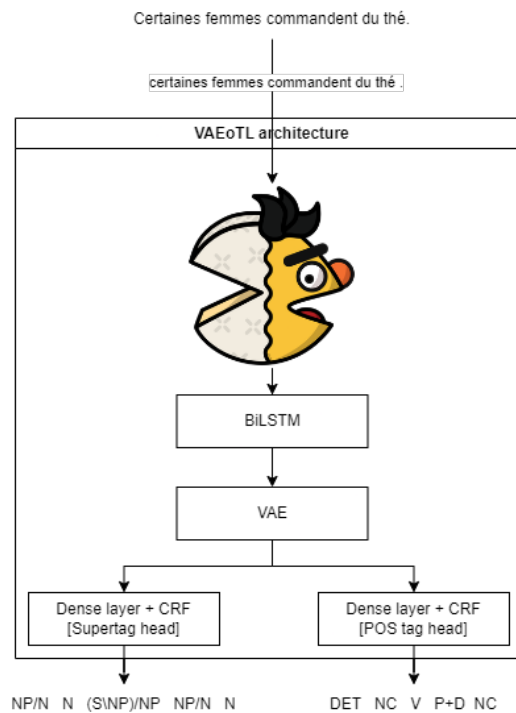 Certaines femmes commandent du thé.
certaines femmes commandent du thé .
VAEoTL architecture
BiLSTM
VAE
Dense layer + CRF
[Supertag head]
Dense layer + CRF
[POS tag head]
NP/N N (S\NP)/NP NP/N N
DET NC V P+D NC